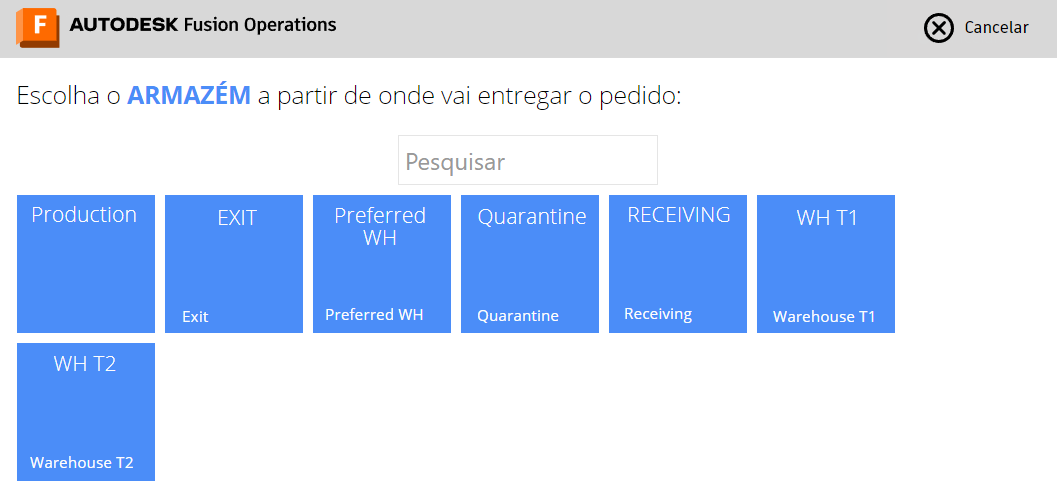 AUTODESK Fusion Operations
Cancelar
Escolha o ARMAZÉM a partir de onde vai entregar o pedido:
Pesquisar
Production
EXIT
Exit
Preferred
WH
Preferred WH
Quarantine
Quarantine
RECEIVING
Receiving
WH T1
Warehouse T1
WH T2
Warehouse T2